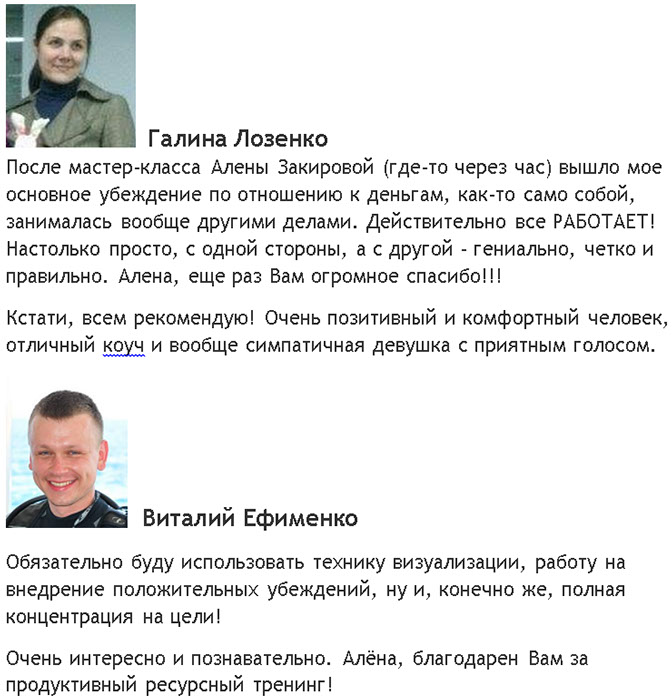 Галина Лозенко
После мастер-класса Алены Закировой (где-то через час) вышло мое
основное убеждение по отношению к деньгам, как-то само собой,
занималась вообще другими делами. Действительно все РАБОТАЕТ!
Настолько просто, с одной стороны, а с другой - гениально, четко и
правильно. Алена, еще раз Вам огромное спасибо!!!
Кстати, всем рекомендую! Очень позитивный и комфортный человек,
отличный коуч и вообще симпатичная девушка с приятным голосом.
Виталий Ефименко
Обязательно буду использовать технику визуализации, работу на
внедрение положительных убеждений, ну и, конечно же, полная
концентрация на цели!
Очень интересно и познавательно. Алёна, благодарен Вам за
продуктивный ресурсный тренинг!